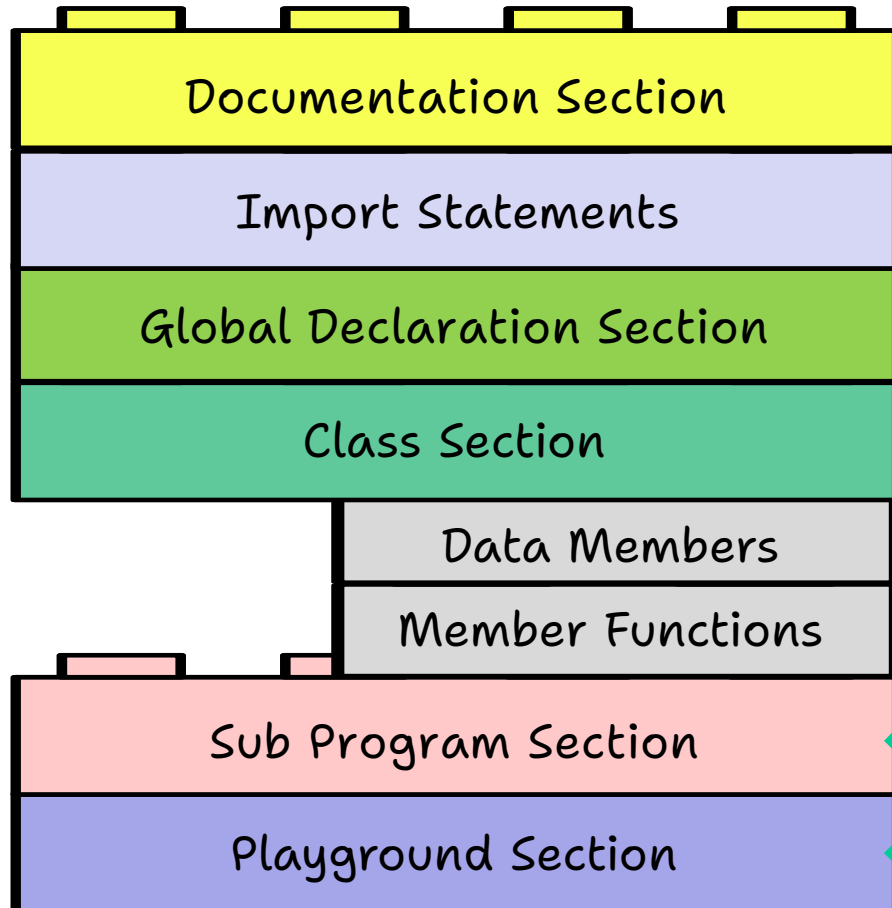 Documentation Section
Import Statements
Global Declaration Section
Class Section
Data Members
Member Functions
Sub Program Section
Playground Section